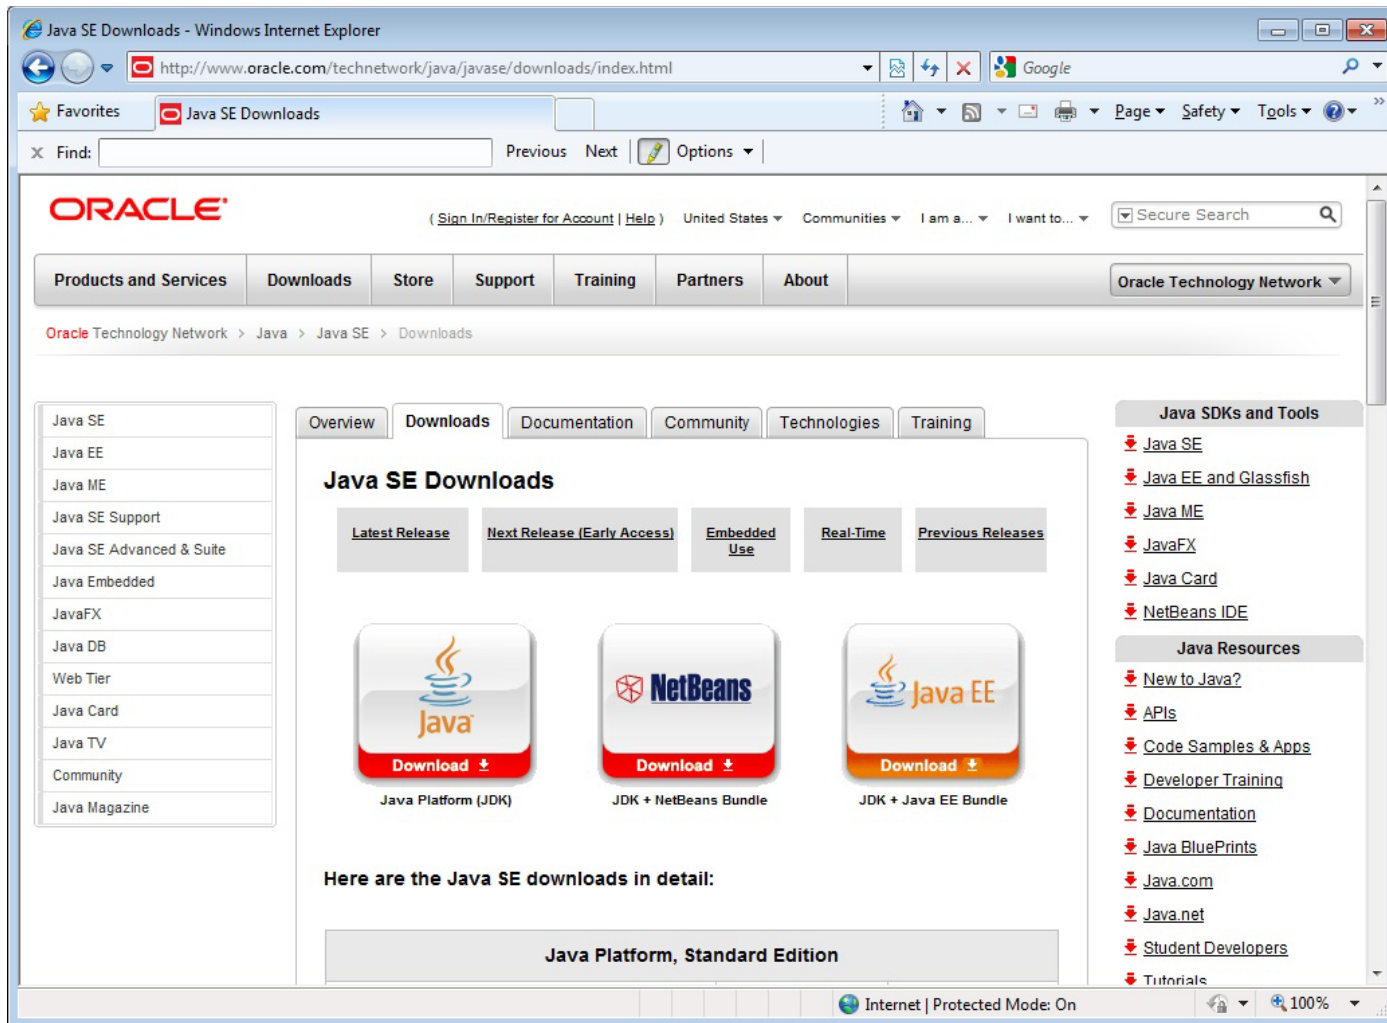 Java SE Downloads - Windows Internet Explorer
http://www.oracle.com/technetwork/java/javase/downloads/index.html
Google
Favorites
Java SE Downloads
Page Safety Tools
x Find:
Previous Next Options
ORACLE
( Sign In/Register for Account | Help ) United States Communities I am a... I want to... Secure Search
Products and Services Downloads Store Support Training Partners About Oracle Technology Network
Oracle Technology Network > Java > Java SE > Downloads
Java SE
Java EE
Java ME
Java SE Support
Java SE Advanced & Suite
Java Embedded
JavaFX
Java DB
Web Tier
Java Card
Java TV
Community
Java Magazine
Overview Downloads Documentation Community Technologies Training
Java SE Downloads
Latest Release Next Release (Early Access) Embedded Use Real-Time Previous Releases
Java
Download
Java Platform (JDK)
NetBeans
Download
JDK + NetBeans Bundle
Java EE
Download
JDK + Java EE Bundle
Here are the Java SE downloads in detail:
Java Platform, Standard Edition
Java SDKs and Tools
Java SE
Java EE and Glassfish
Java ME
JavaFX
Java Card
NetBeans IDE
Java Resources
New to Java?
APIs
Code Samples & Apps
Developer Training
Documentation
Java BluePrints
Java.com
Java.net
Student Developers
Tutorials
Internet | Protected Mode: On 100%